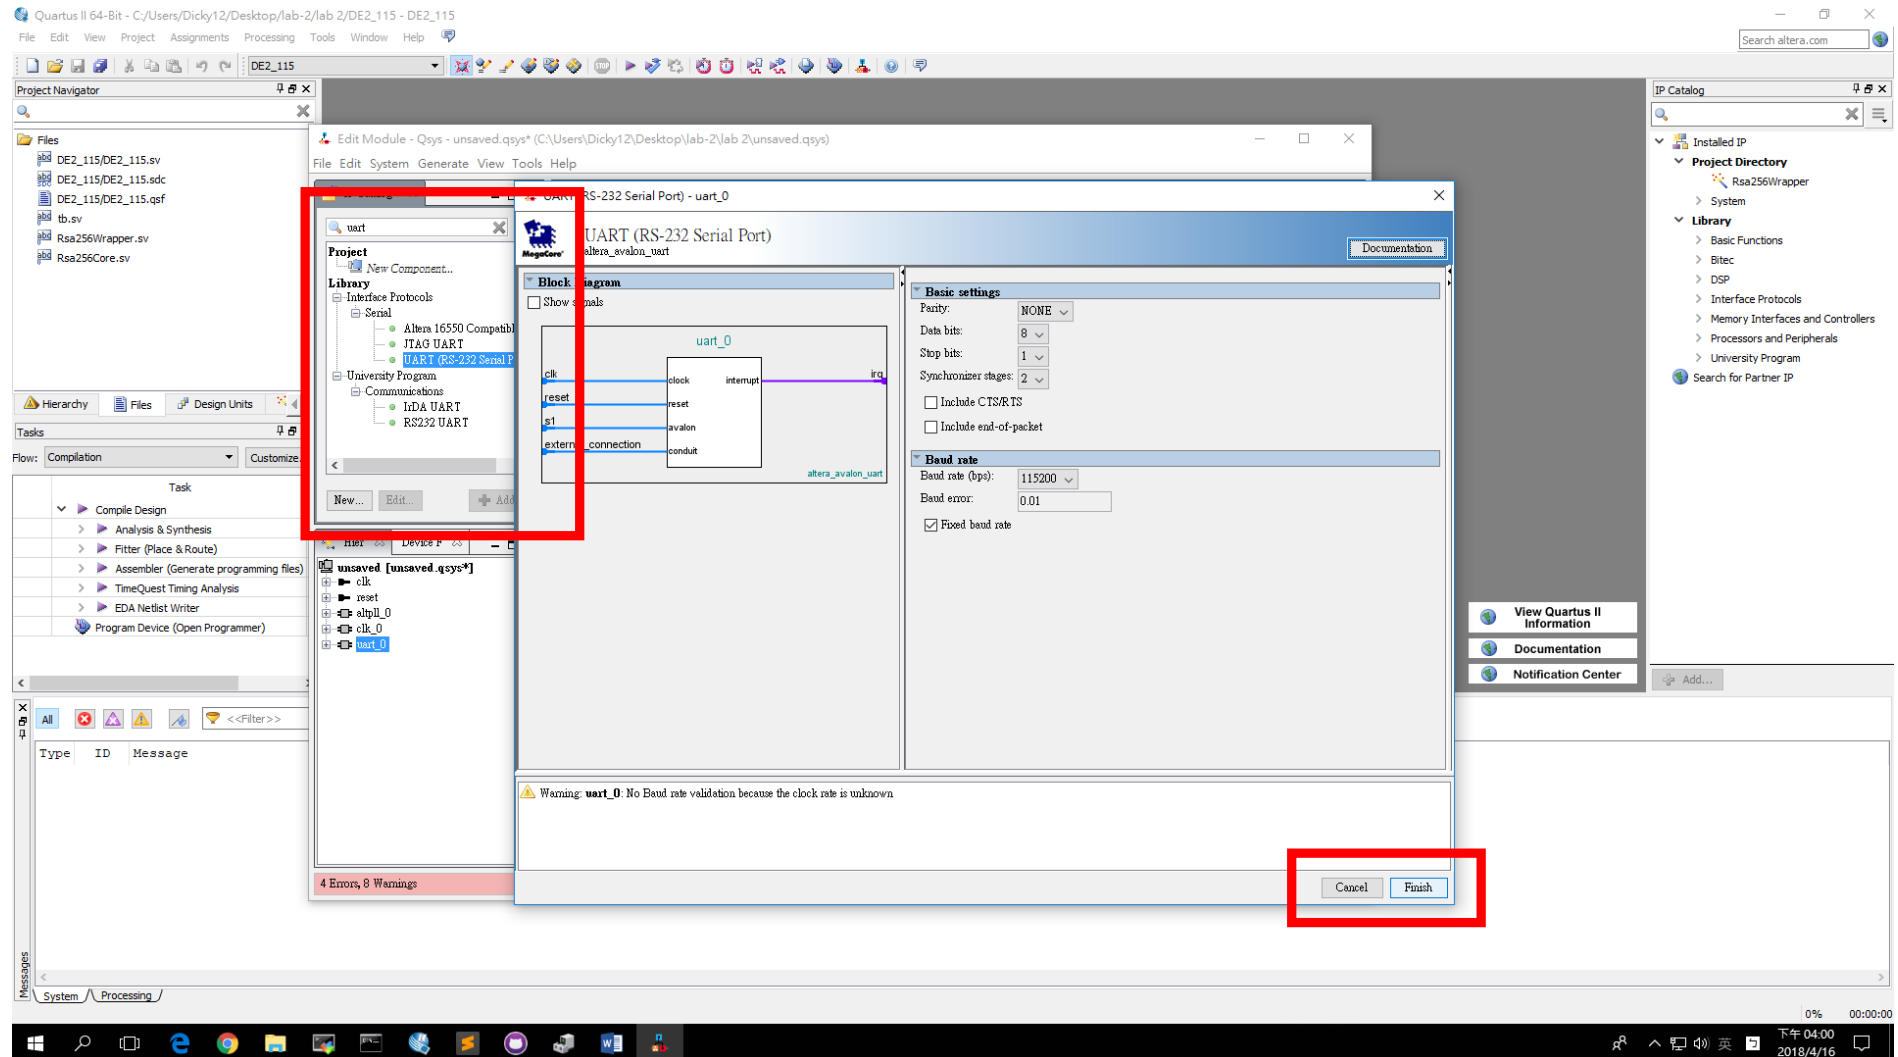 Quartus II 64-Bit - C:/Users/Dicky12/Desktop/lab-2/lab 2/DE2_115 - DE2_115
File Edit View Project Assignments Processing Tools Window Help
Search altera.com
DE2_115
STOP
Project Navigator
Files
DE2_115/DE2_115.sv
DE2_115/DE2_115.sdc
DE2_115/DE2_115.qsf
tb.sv
Rsa256Wrapper.sv
Rsa256Core.sv
Hierarchy Files Design Units
Tasks
Flow: Compilation Customize...
Task
Compile Design
Analysis & Synthesis
Fitter (Place & Route)
Assembler (Generate programming files)
TimeQuest Timing Analysis
EDA Netlist Writer
Program Device (Open Programmer)
Edit Module - Qsys - unsaved.qsys* (C:\Users\Dicky12\Desktop\lab-2\lab 2\unsaved.qsys)
File Edit System Generate View Tools Help
uart
Project
New Component...
Library
Interface Protocols
Serial
Altera 16550 Compatibl
JTAG UART
UART (RS-232 Serial P
University Program
Communications
IrDA UART
RS232 UART
New... Edit... Add
Hier Device F
unsaved [unsaved.qsys*]
clk
reset
altpll_0
clk_0
uart_0
4 Errors, 8 Warnings
RS-232 Serial Port) - uart_0
UART (RS-232 Serial Port)
altera_avalon_uart
MegaCore
Documentation
Block Diagram
Show signals
uart_0
clk clock interrupt irq
reset reset
s1 avalon
external_connection conduit
altera_avalon_uart
Basic settings
Parity: NONE
Data bits: 8
Stop bits: 1
Synchronizer stages: 2
Include CTS/RTS
Include end-of-packet
Baud rate
Baud rate (bps): 115200
Baud error: 0.01
Fixed baud rate
Warning: uart_0: No Baud rate validation because the clock rate is unknown
Cancel Finish
IP Catalog
Installed IP
Project Directory
Rsa256Wrapper
System
Library
Basic Functions
Bitec
DSP
Interface Protocols
Memory Interfaces and Controllers
Processors and Peripherals
University Program
Search for Partner IP
Add...
View Quartus II
Information
Documentation
Notification Center
All <<Filter>>
Type ID Message
Messages
System Processing
0% 00:00:00
英
下午 04:00
2018/4/16